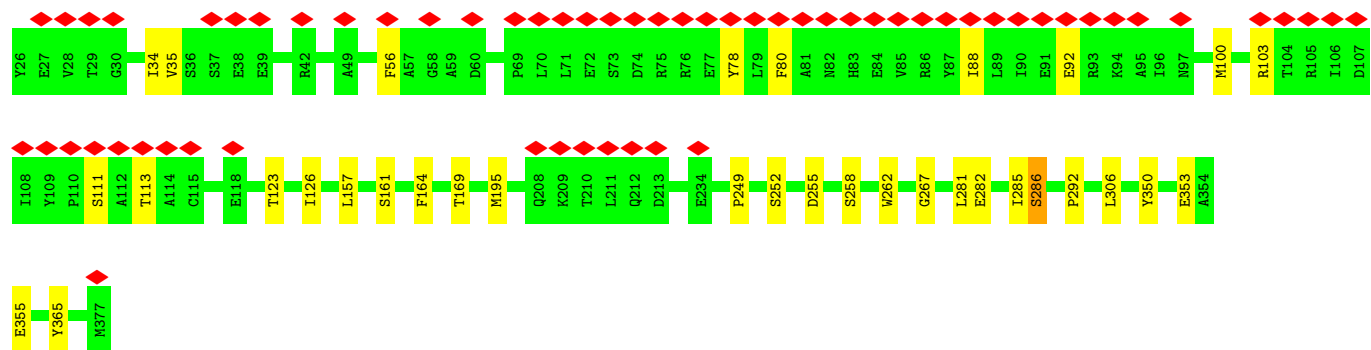 Y26 E27 V28 T29 G30 I34 V35 S36 S37 E38 E39 R42 A49 F56 A57 G58 A59 D60 P69 L70 L71 E72 S73 D74 R75 R76 E77 Y78 L79 F80 A81 N82 H83 E84 V85 R86 Y87 I88 L89 I90 E91 E92 R93 K94 A95 I96 N97 M100 R103 T104 R105 I106 D107
I108 Y109 P110 S111 A112 T113 A114 C115 E118 T123 I126 L157 S161 F164 T169 M195 Q208 K209 T210 L211 Q212 D213 E234 P249 S252 D255 S258 W262 G267 L281 E282 I285 S286 P292 L306 Y350 E353 A354
E355 Y365 M377